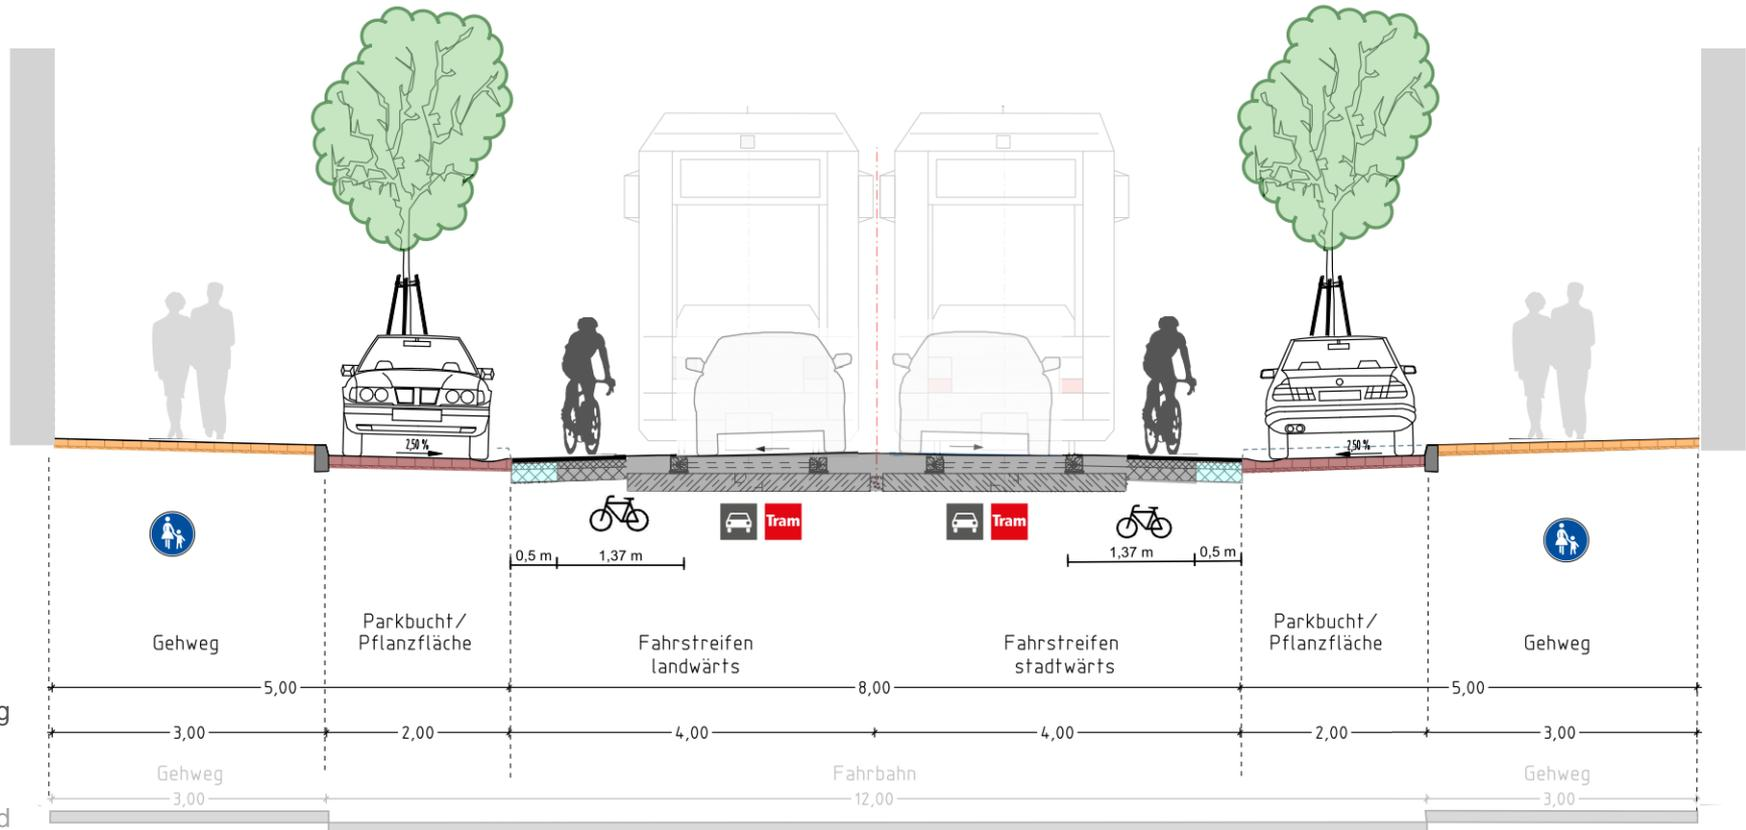 2,50 %
2,50 %
Tram
Tram
0,5 m
1,37 m
1,37 m
0,5 m
Gehweg
Parkbucht/
Pflanzfläche
Fahrstreifen
landwärts
Fahrstreifen
stadtwärts
Parkbucht/
Pflanzfläche
Gehweg
5,00
8,00
5,00
g
3,00
2,00
4,00
4,00
2,00
3,00
Gehweg
Fahrbahn
Gehweg
3,00
12,00
3,00
d